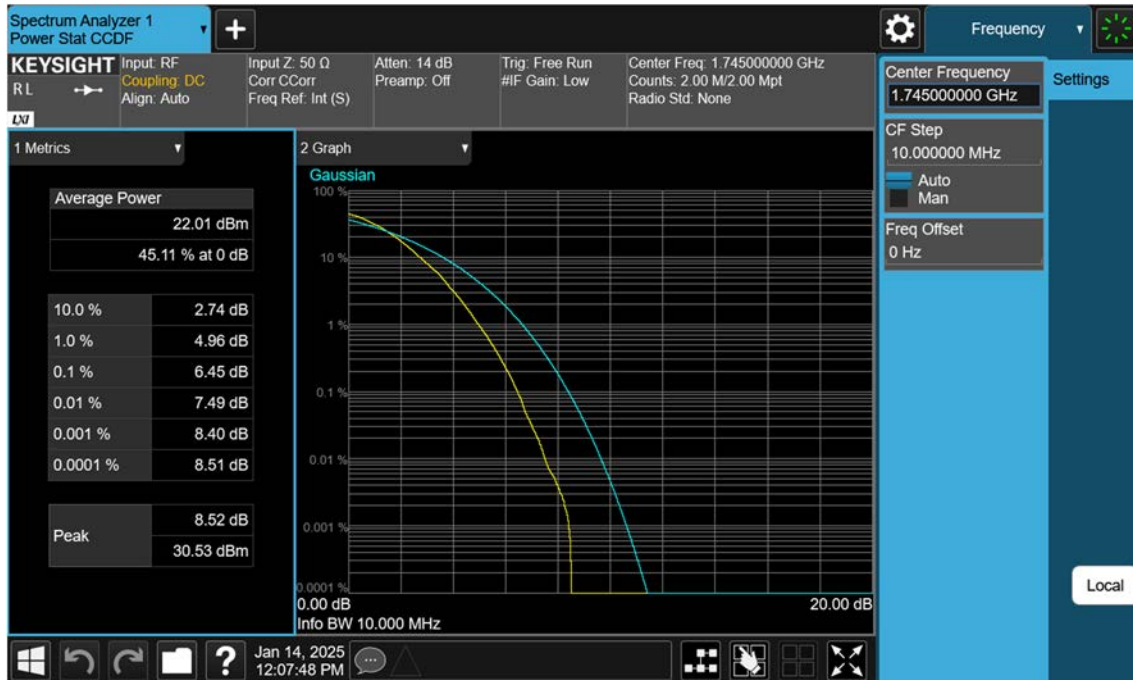 Spectrum Analyzer 1
Power Stat CCDF
Frequency
KEYSIGHT
RL
LXI
Input: RF
Coupling: DC
Align: Auto
Input Z: 50 Ω
Corr CCorr
Freq Ref: Int (S)
Atten: 14 dB
Preamp: Off
Trig: Free Run
#IF Gain: Low
Center Freq: 1.745000000 GHz
Counts: 2.00 M/2.00 Mpt
Radio Std: None
Center Frequency
1.745000000 GHz
Settings
CF Step
10.000000 MHz
Auto
Man
Freq Offset
0 Hz
1 Metrics
Average Power
22.01 dBm
45.11 % at 0 dB
10.0 % 2.74 dB
1.0 % 4.96 dB
0.1 % 6.45 dB
0.01 % 7.49 dB
0.001 % 8.40 dB
0.0001 % 8.51 dB
Peak
8.52 dB
30.53 dBm
2 Graph
Gaussian
100 %
10 %
1 %
0.1 %
0.01 %
0.001 %
0.0001 %
0.00 dB
20.00 dB
Info BW 10.000 MHz
Local
?
Jan 14, 2025
12:07:48 PM